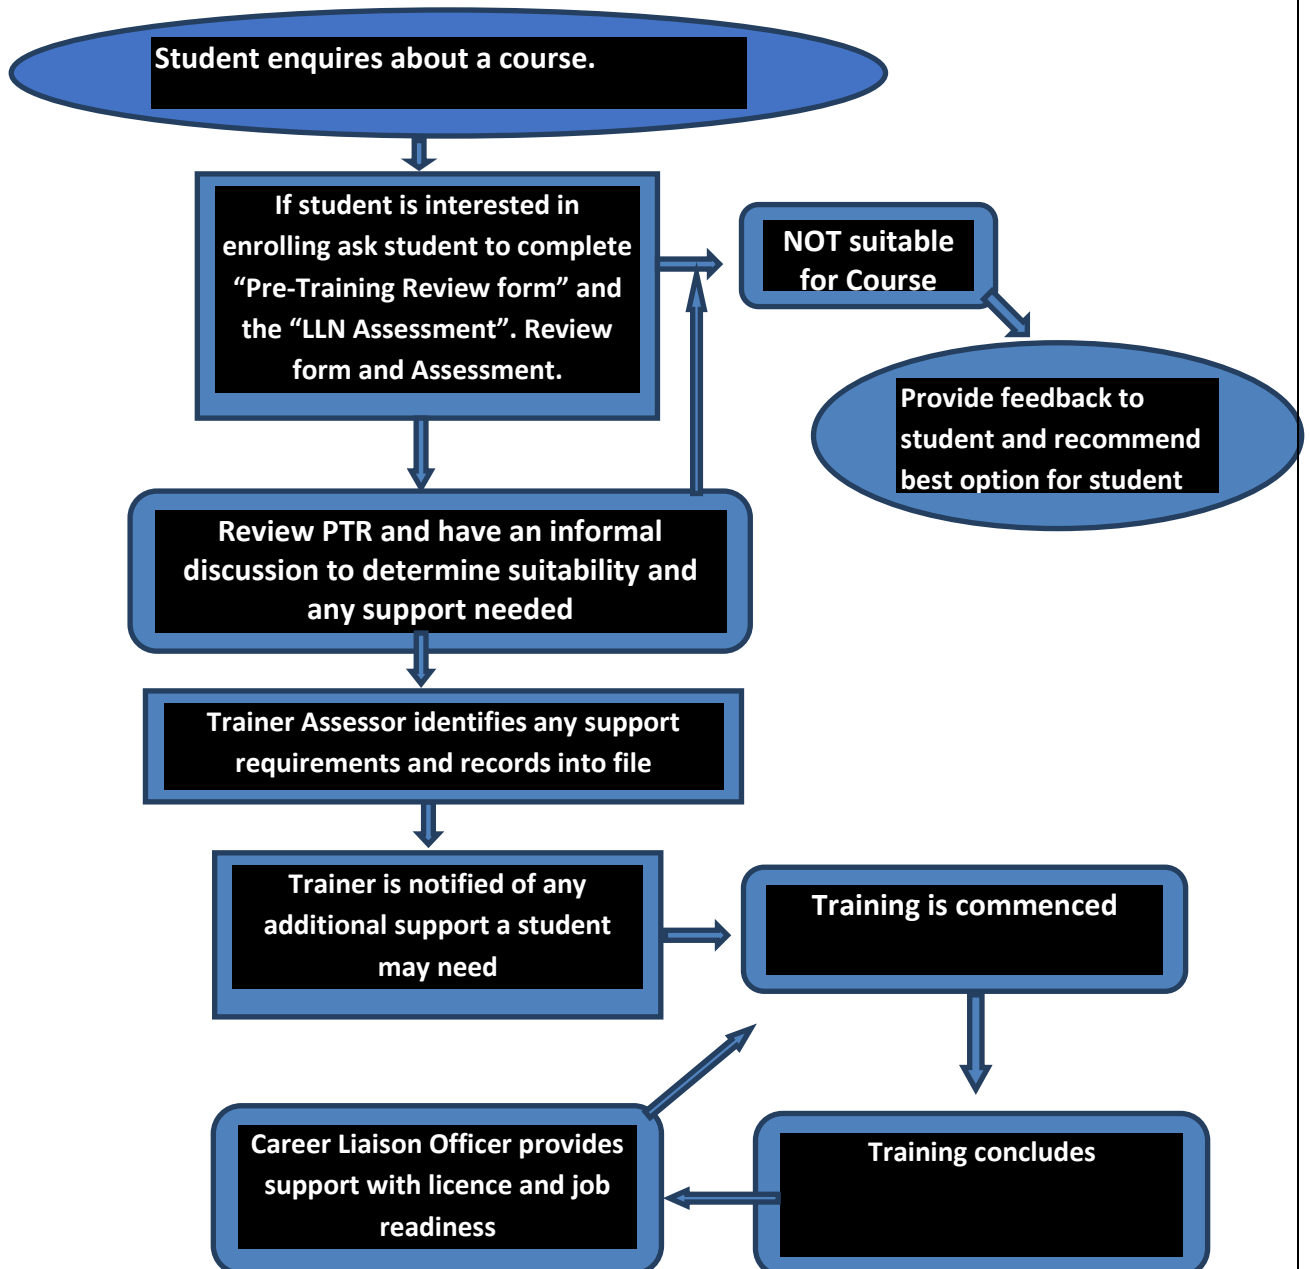 Student enquires about a course.
If student is interested in
enrolling ask student to complete
“Pre-Training Review form” and
the “LLN Assessment”. Review
form and Assessment.
NOT suitable
for Course
Provide feedback to
student and recommend
best option for student
Review PTR and have an informal
discussion to determine suitability and
any support needed
Trainer Assessor identifies any support
requirements and records into file
Trainer is notified of any
additional support a student
may need
Training is commenced
Career Liaison Officer provides
support with licence and job
readiness
Training concludes